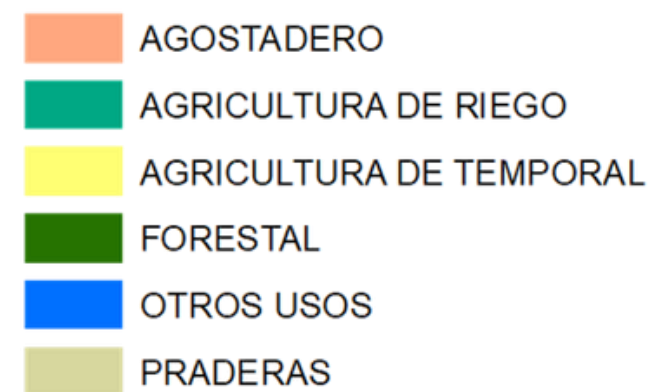 AGOSTADERO
AGRICULTURA DE RIEGO
AGRICULTURA DE TEMPORAL
FORESTAL
OTROS USOS
PRADERAS